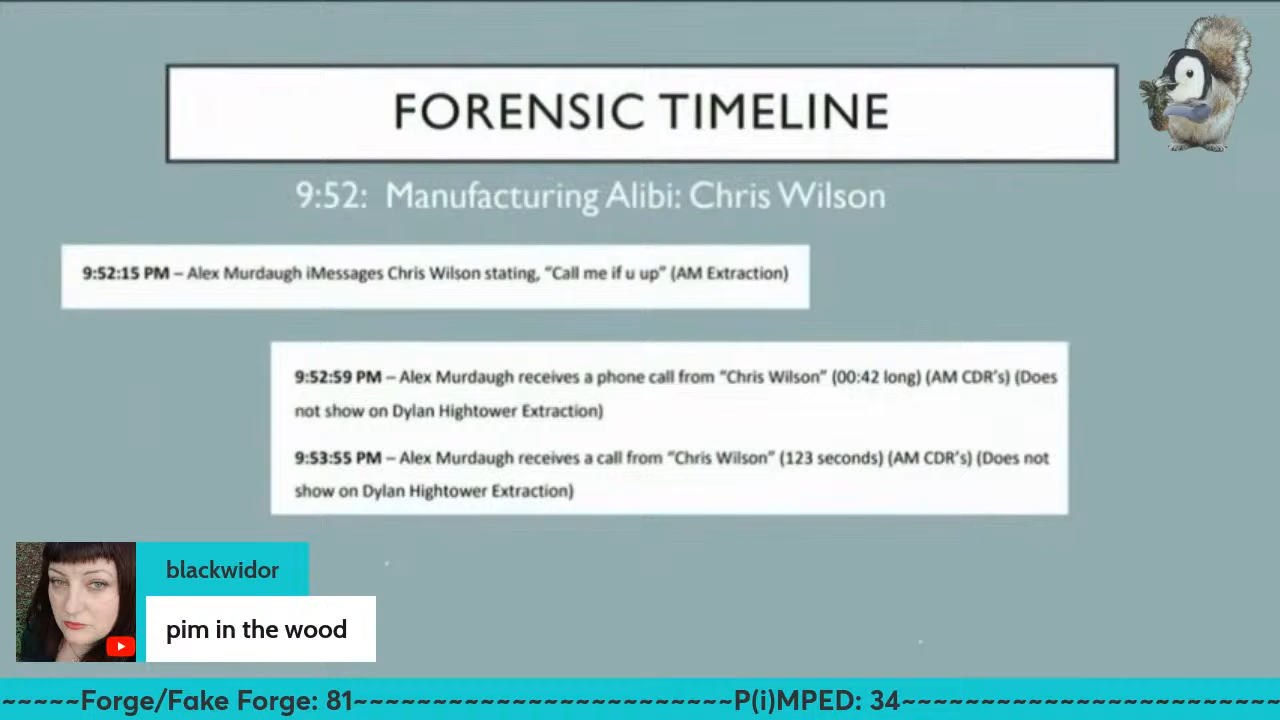 FORENSIC TIMELINE
9:52: Manufacturing Alibi: Chris Wilson
9:52:15 PM – Alex Murdaugh iMessages Chris Wilson stating, “Call me if u up” (AM Extraction)
9:52:59 PM – Alex Murdaugh receives a phone call from “Chris Wilson” (00:42 long) (AM CDR’s) (Does
not show on Dylan Hightower Extraction)
9:53:55 PM – Alex Murdaugh receives a call from “Chris Wilson” (123 seconds) (AM CDR’s) (Does not
show on Dylan Hightower Extraction)
blackwidor
pim in the wood
~~~~~Forge/Fake Forge: 81~~~~~~~~~~~~~~~~~~~~~~~~P(i)MPED: 34~~~~~~~~~~~~~~~~~~~~~~~~